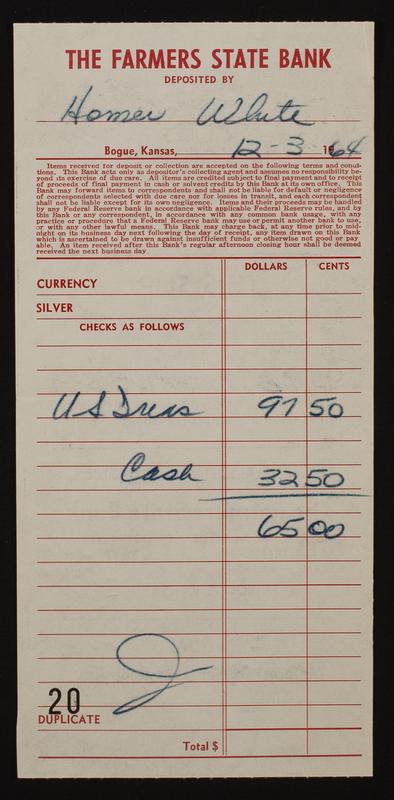 THE FARMERS STATE BANK
DEPOSITED BY
Homer White
Bogue, Kansas, 12-3-1964
Items received for deposit or collection are accepted on the following terms and condi-
tions. This Bank acts only as depositor's collecting agent and assumes no responsibility be-
yond its exercise of due care. All items are credited subject to final payment and to receipt
of proceeds of final payment in cash or solvent credits by this Bank at its own office. This
Bank may forward items to correspondents and shall not be liable for default or negligence
of correspondents selected with due care nor for losses in transit, and each correspondent
shall not be liable except for its own negligence. Items and their proceeds may be handled
by any Federal Reserve bank in accordance with applicable Federal Reserve rules, and by
this Bank or any correspondent, in accordance with any common bank usage, with any
practice or procedure that a Federal Reserve bank may use or permit another bank to use,
or with any other lawful means. This Bank may charge back, at any time prior to mid-
night on its business day next following the day of receipt, any item drawn on this Bank
which is ascertained to be drawn against insufficient funds or otherwise not good or pay
able. An item received after this Bank's regular afternoon closing hour shall be deemed
received the next business day.
DOLLARS CENTS
CURRENCY
SILVER
CHECKS AS FOLLOWS
US Treas 97 50
Cash 32 50
65 00
20
DUPLICATE
Total $